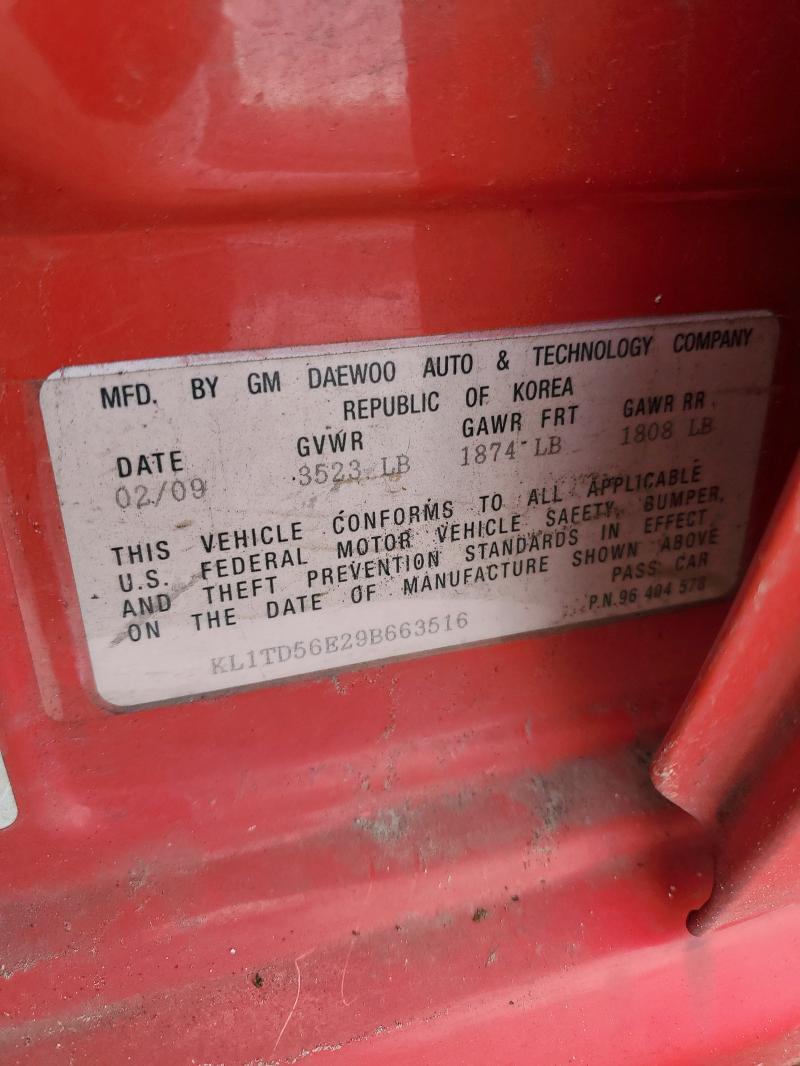 MFD. BY GM DAEWOO AUTO & TECHNOLOGY COMPANY
REPUBLIC OF KOREA
DATE GVWR GAWR FRT GAWR RR
02/09 3523 LB 1874 LB 1808 LB
THIS VEHICLE CONFORMS TO ALL APPLICABLE
U.S. FEDERAL MOTOR VEHICLE SAFETY, BUMPER,
AND THEFT PREVENTION STANDARDS IN EFFECT
ON THE DATE OF MANUFACTURE SHOWN ABOVE
PASS CAR
P.N.96 404 578
KL1TD56E29B663516